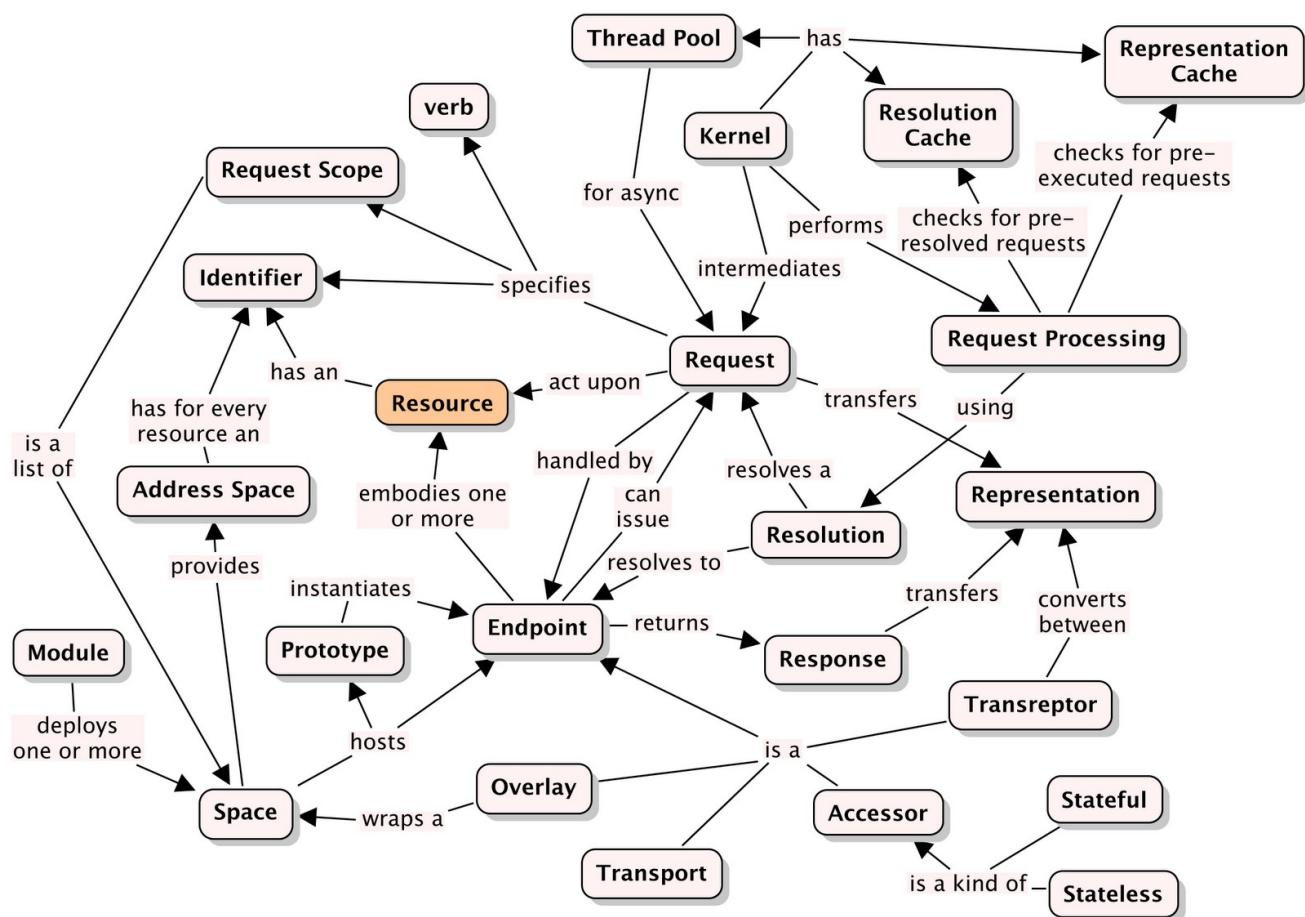 Thread Pool
has
Representation
Cache
verb
Resolution
Cache
Kernel
Request Scope
checks for pre-
executed requests
for async
performs
checks for pre-
resolved requests
Identifier
specifies
intermediates
Request Processing
Request
has an
act upon
Resource
transfers
using
has for every
resource an
is a
list of
handled by
resolves a
Address Space
embodies one
or more
can
issue
Representation
Resolution
provides
resolves to
instantiates
transfers
converts
between
Endpoint
returns
Module
Prototype
Response
Transreptor
deploys
one or more
hosts
is a
Overlay
Stateful
Space
wraps a
Accessor
Transport
is a kind of
Stateless